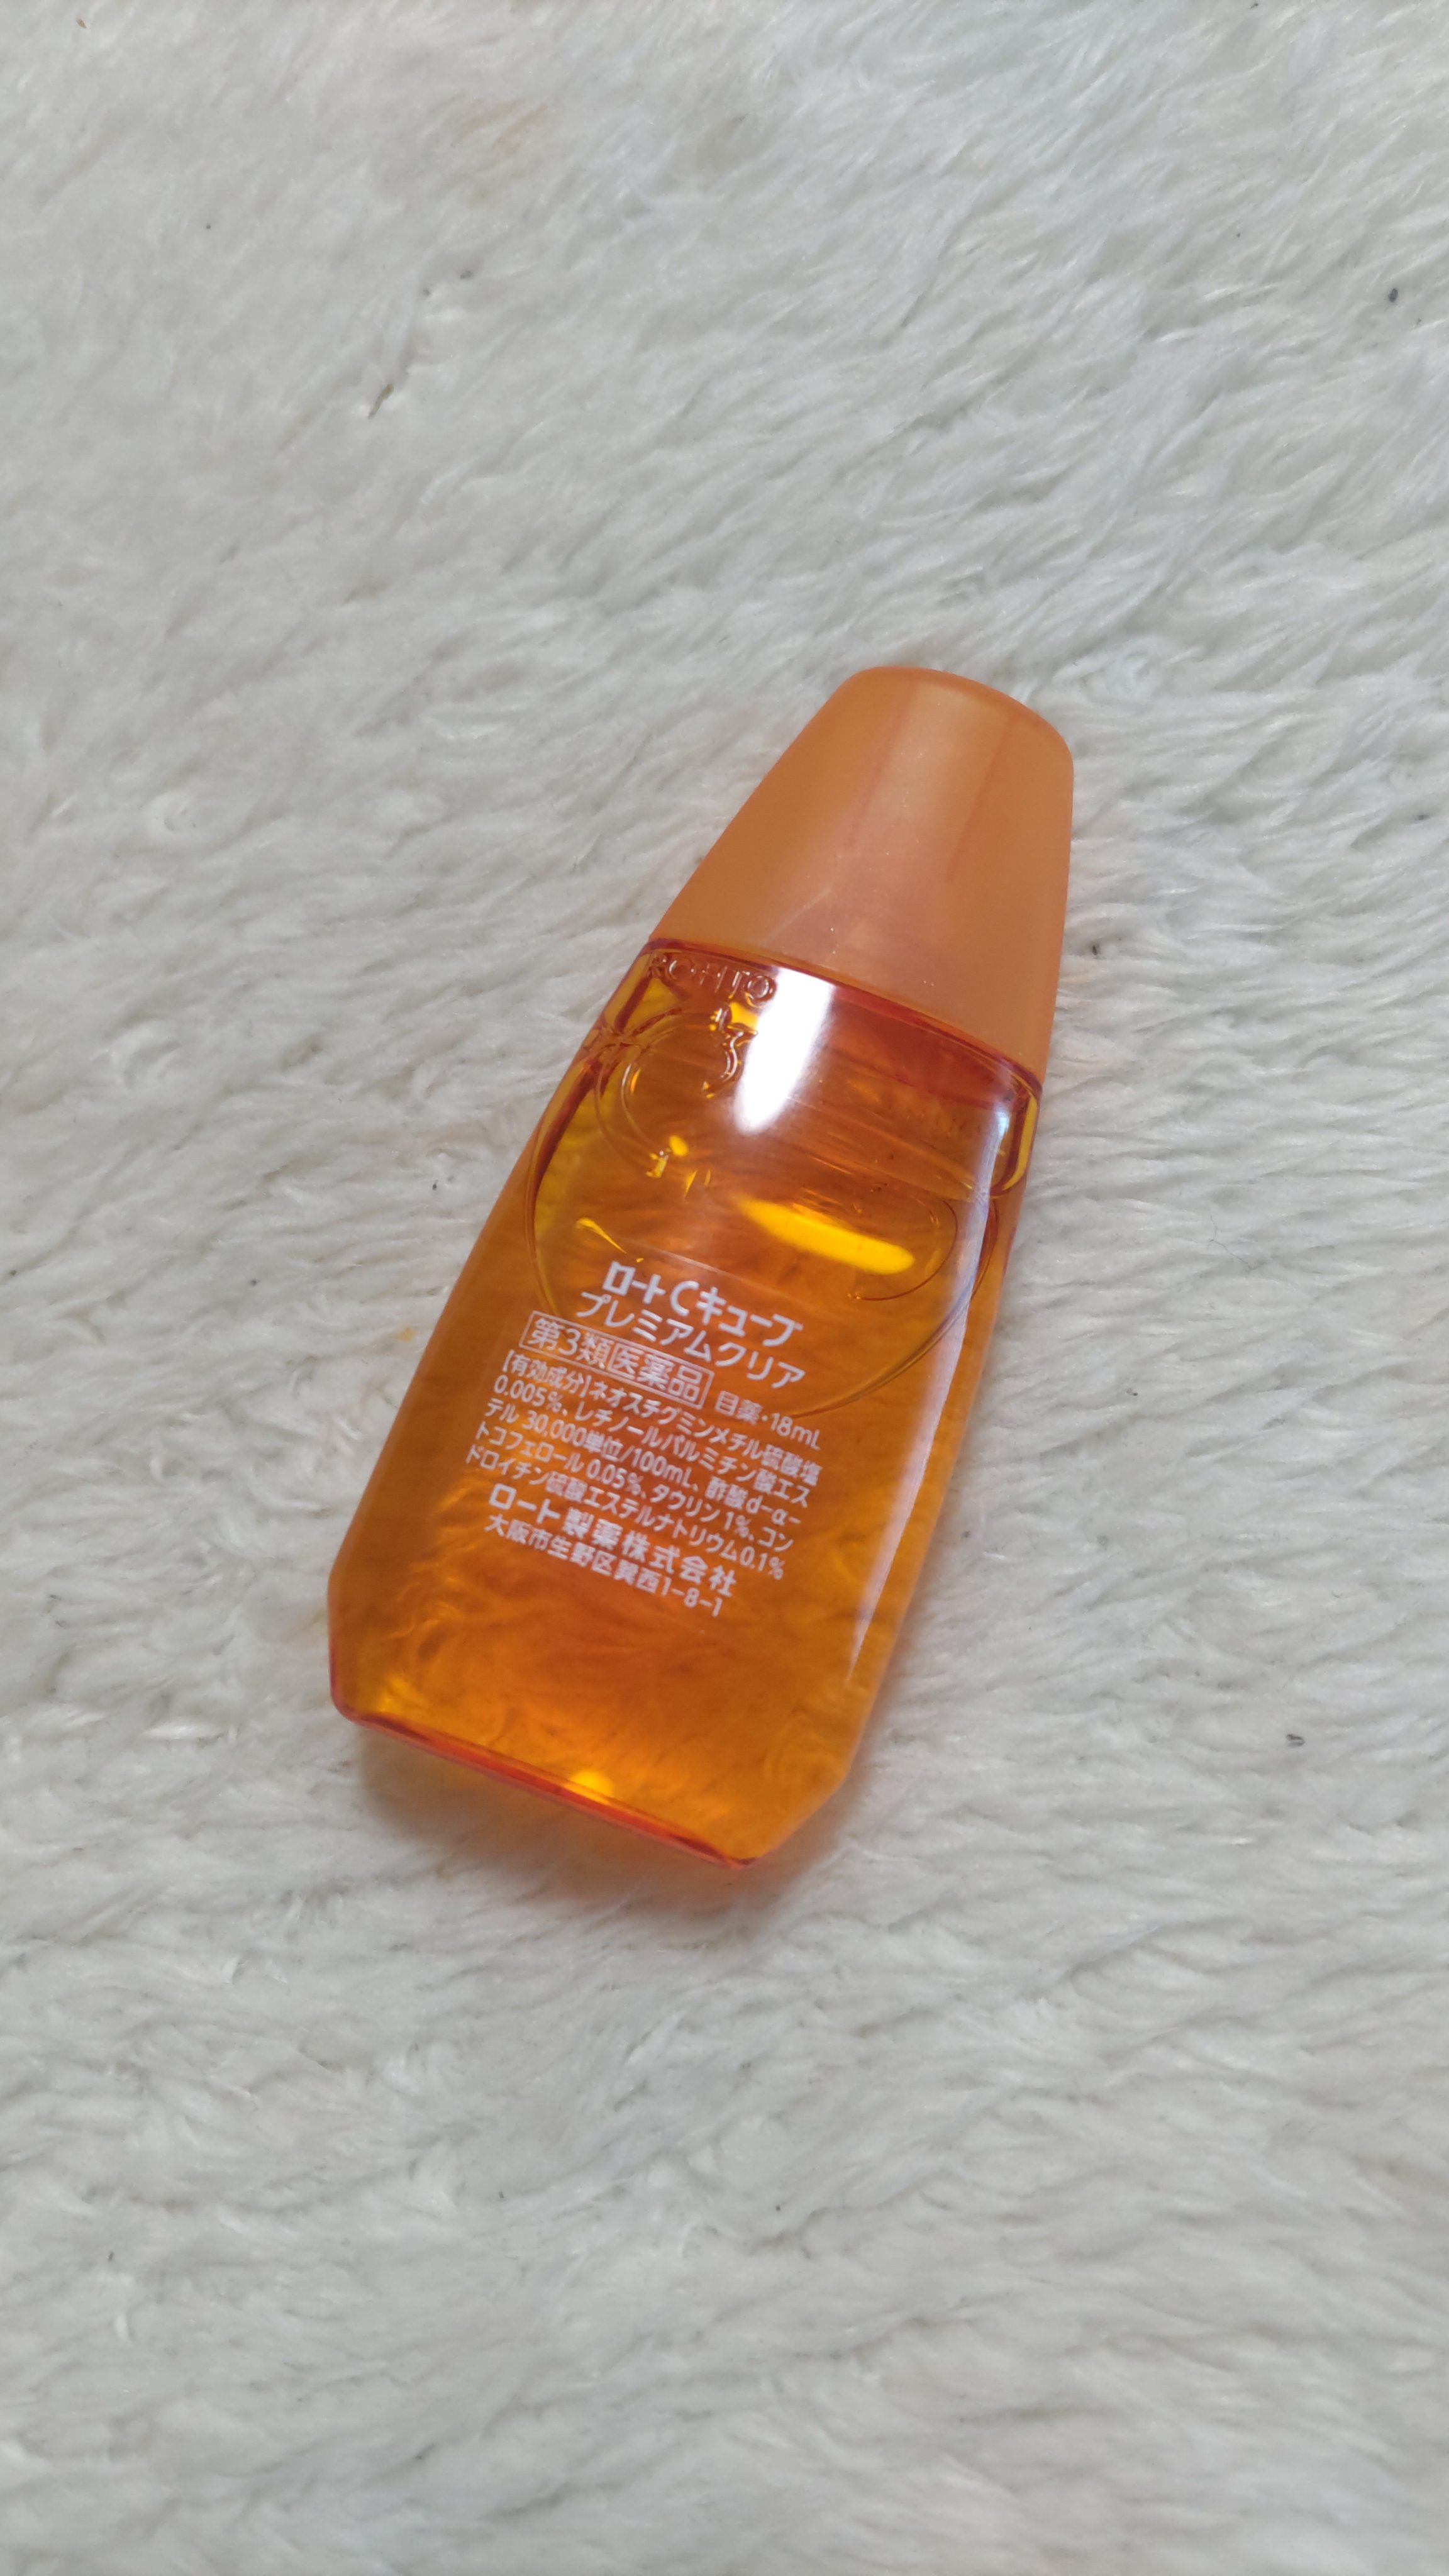 ROHTO
ロートCキューブ
プレミアムクリア
第3類医薬品 目薬・18mL
【有効成分】ネオスチグミンメチル硫酸塩
0.005%、レチノールパルミチン酸エス
テル 30,000単位/100mL、酢酸d-α-
トコフェロール 0.05%、タウリン 1%、コン
ドロイチン硫酸エステルナトリウム0.1%
ロート製薬株式会社
大阪市生野区巽西1-8-1